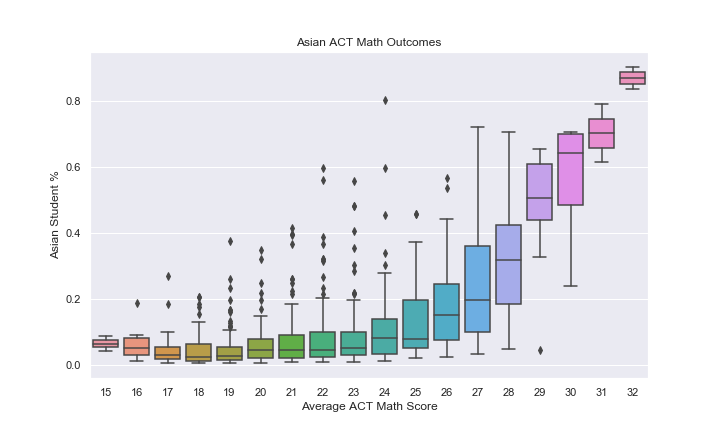 Asian ACT Math Outcomes
Asian Student %
0.8
0.6
0.4
0.2
0.0
15 16 17 18 19 20 21 22 23 24 25 26 27 28 29 30 31 32
Average ACT Math Score